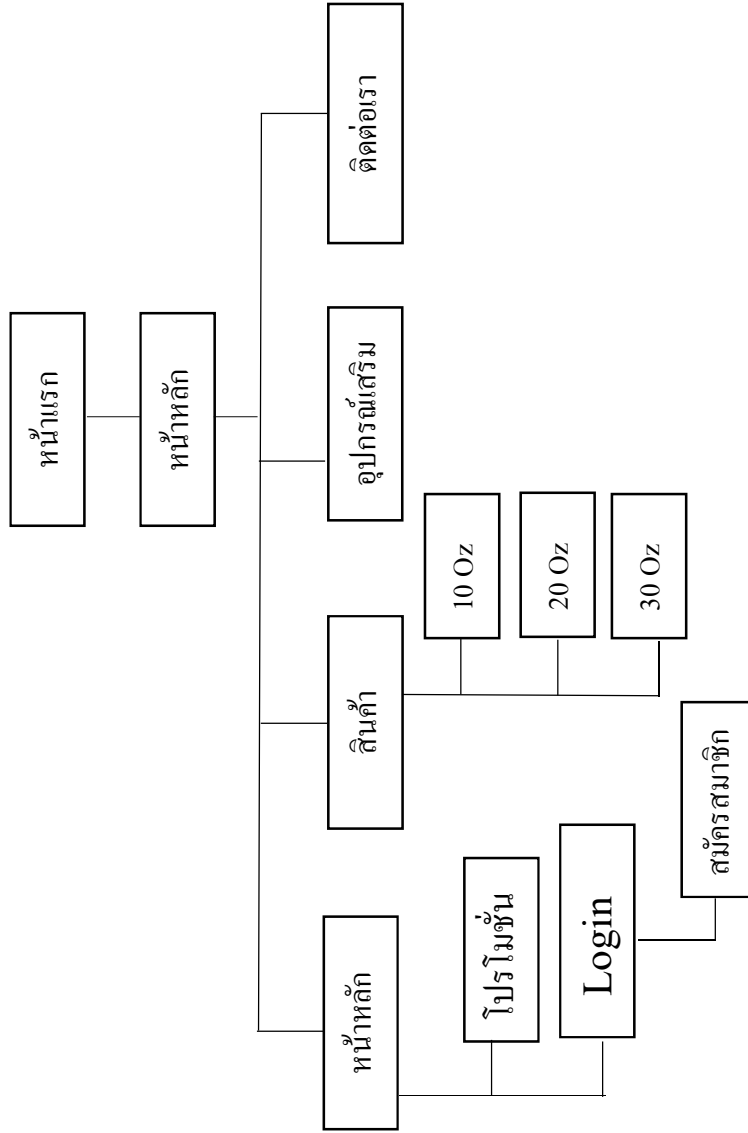 หน้าแรก
หน้าหลัก
หน้าหลัก
สินค้า
อุปกรณ์เสริม
ติดต่อเรา
โปรโมชั่น
Login
สมัครสมาชิก
10 Oz
20 Oz
30 Oz